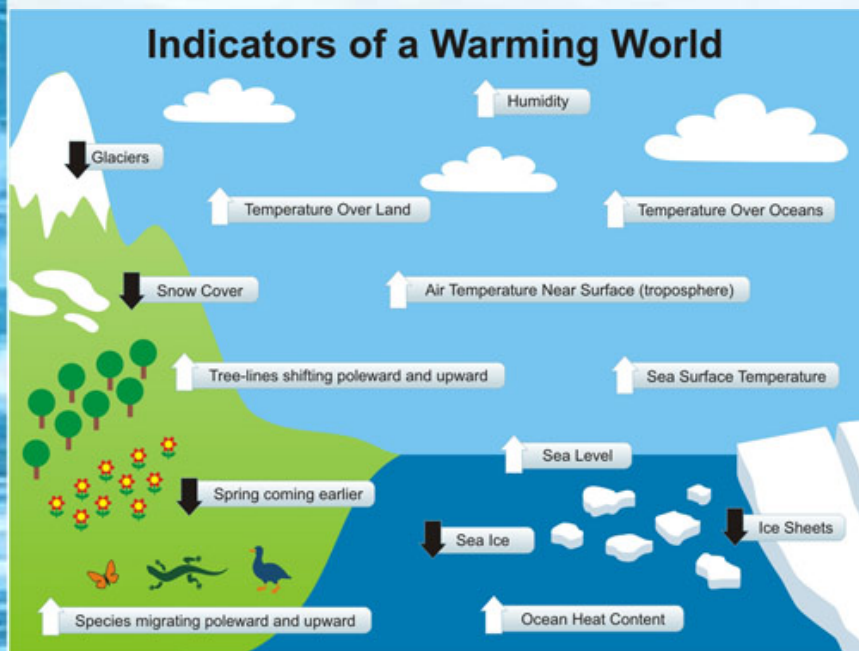 Indicators of a Warming World
Humidity
Glaciers
Temperature Over Land
Temperature Over Oceans
Snow Cover
Air Temperature Near Surface (troposphere)
Tree-lines shifting poleward and upward
Sea Surface Temperature
Sea Level
Spring coming earlier
Sea Ice
Ice Sheets
Species migrating poleward and upward
Ocean Heat Content